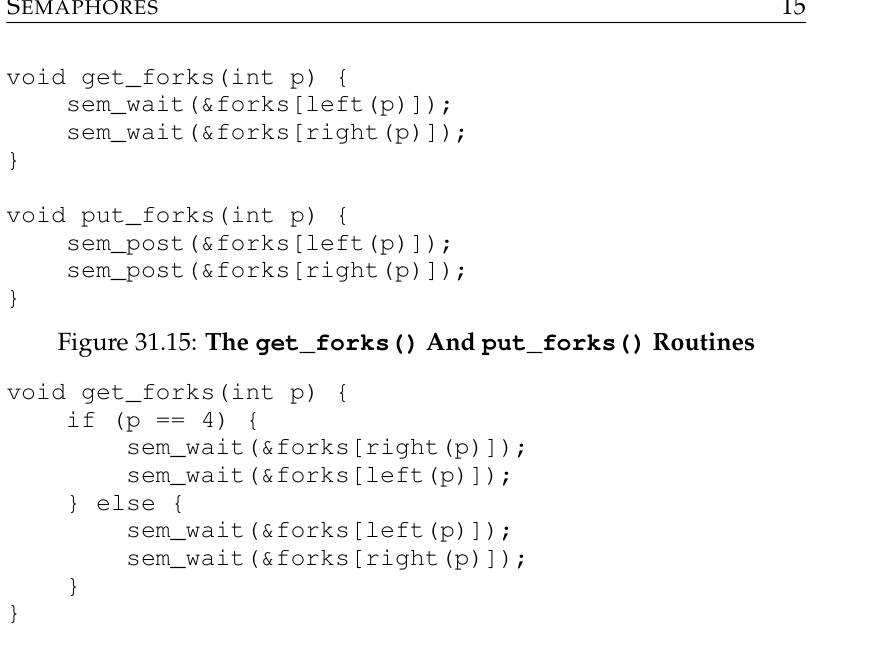 SEMAPHORES 15
void get_forks(int p) {
    sem_wait(&forks[left(p)]);
    sem_wait(&forks[right(p)]);
}
void put_forks(int p) {
    sem_post(&forks[left(p)]);
    sem_post(&forks[right(p)]);
}
Figure 31.15: The get_forks() And put_forks() Routines
void get_forks(int p) {
    if (p == 4) {
        sem_wait(&forks[right(p)]);
        sem_wait(&forks[left(p)]);
    } else {
        sem_wait(&forks[left(p)]);
        sem_wait(&forks[right(p)]);
    }
}